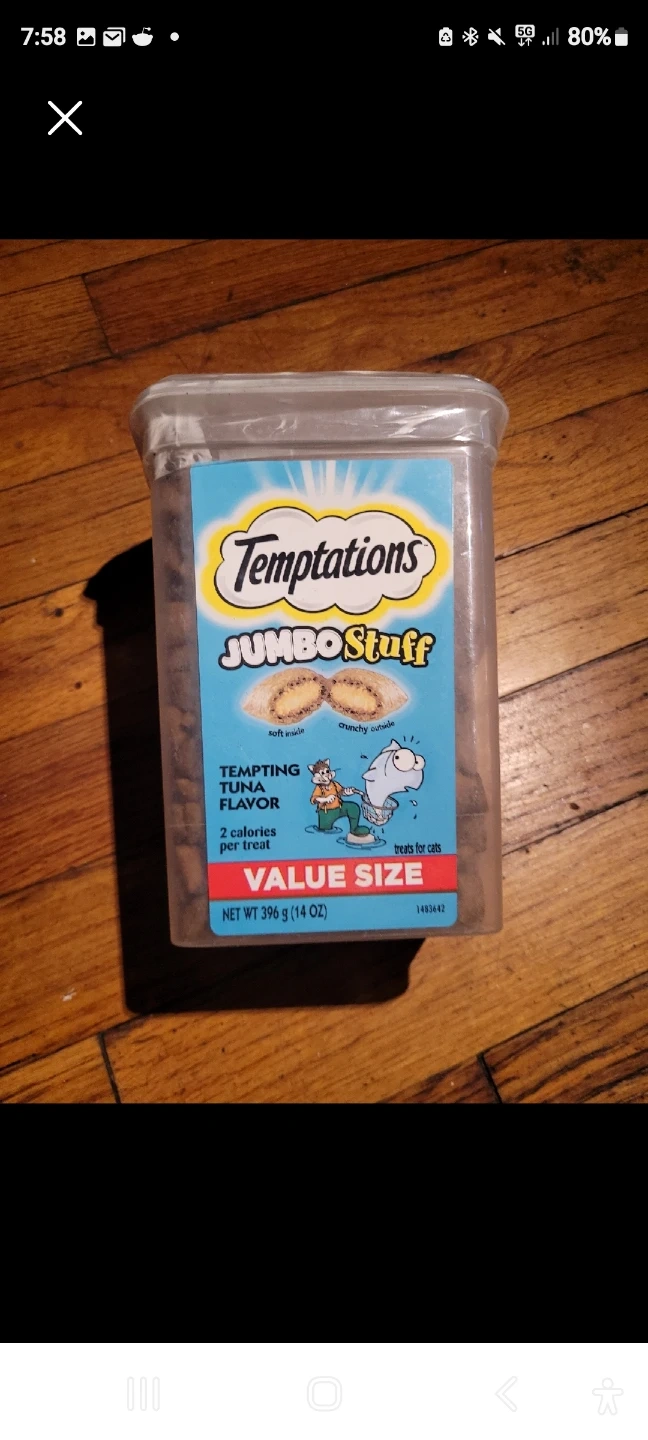 7:58
5G
80%
Temptations
JUMBO Stuff
soft inside
crunchy outside
TEMPTING
TUNA
FLAVOR
2 calories
per treat
treats for cats
VALUE SIZE
NET WT 396 g (14 OZ)
1483642